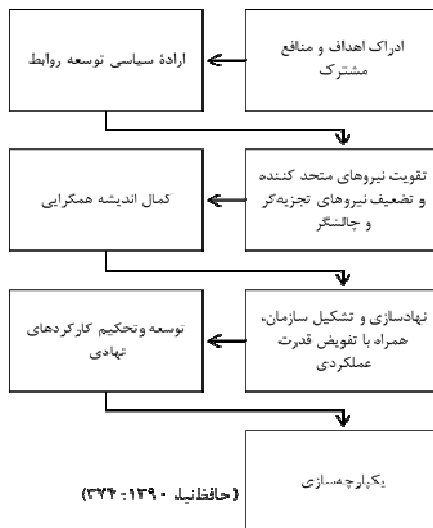 ادراک اهداف و منافع
مشترک
ارادة سیاسی توسعه روابط
تقویت نیروهای متحد کننده
و تضعیف نیروهای تجزیه‌گر
و چالشگر
کمال اندیشه همگرایی
نهادسازی و تشکیل سازمان،
همراه با تفویض قدرت
عملکردی
توسعه وتحکیم کارکردهای
نهادی
یکپارچه‌سازی
(حافظ‌نیا، ۱۳۹۰: ۳۷۴)